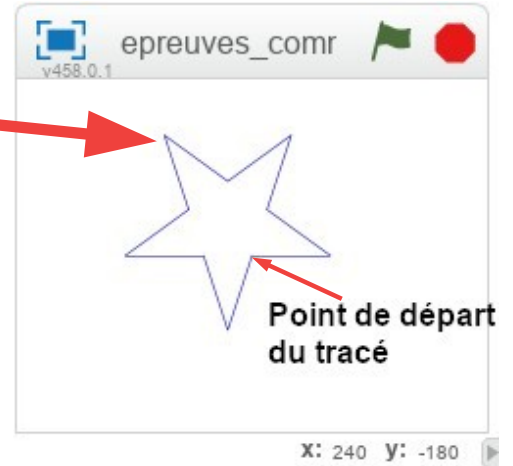 epreuves_comr
v458.0.1
Point de départ
du tracé
X: 240 y: -180